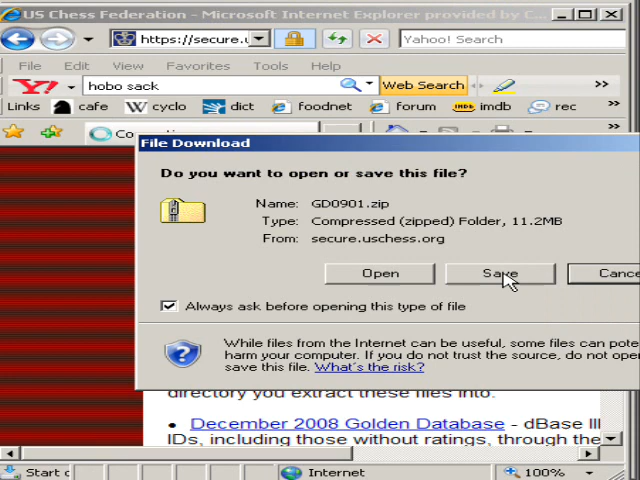 US Chess Federation - Microsoft Internet Explorer provided by C...
https://secure.u
Yahoo! Search
File Edit View Favorites Tools Help
Y! hobo sack Web Search »
Links cafe W cyclo dict foodnet forum IMDb imdb rec »
»
File Download
Do you want to open or save this file?
Name: GD0901.zip
Type: Compressed (zipped) Folder, 11.2MB
From: secure.uschess.org
Open Save Cance
Always ask before opening this type of file
While files from the Internet can be useful, some files can pote
harm your computer. If you do not trust the source, do not ope
save this file. What's the risk?
directory you extract these files into.
• December 2008 Golden Database - dBase III
IDs, including those without ratings, through the
Start c Internet 100%